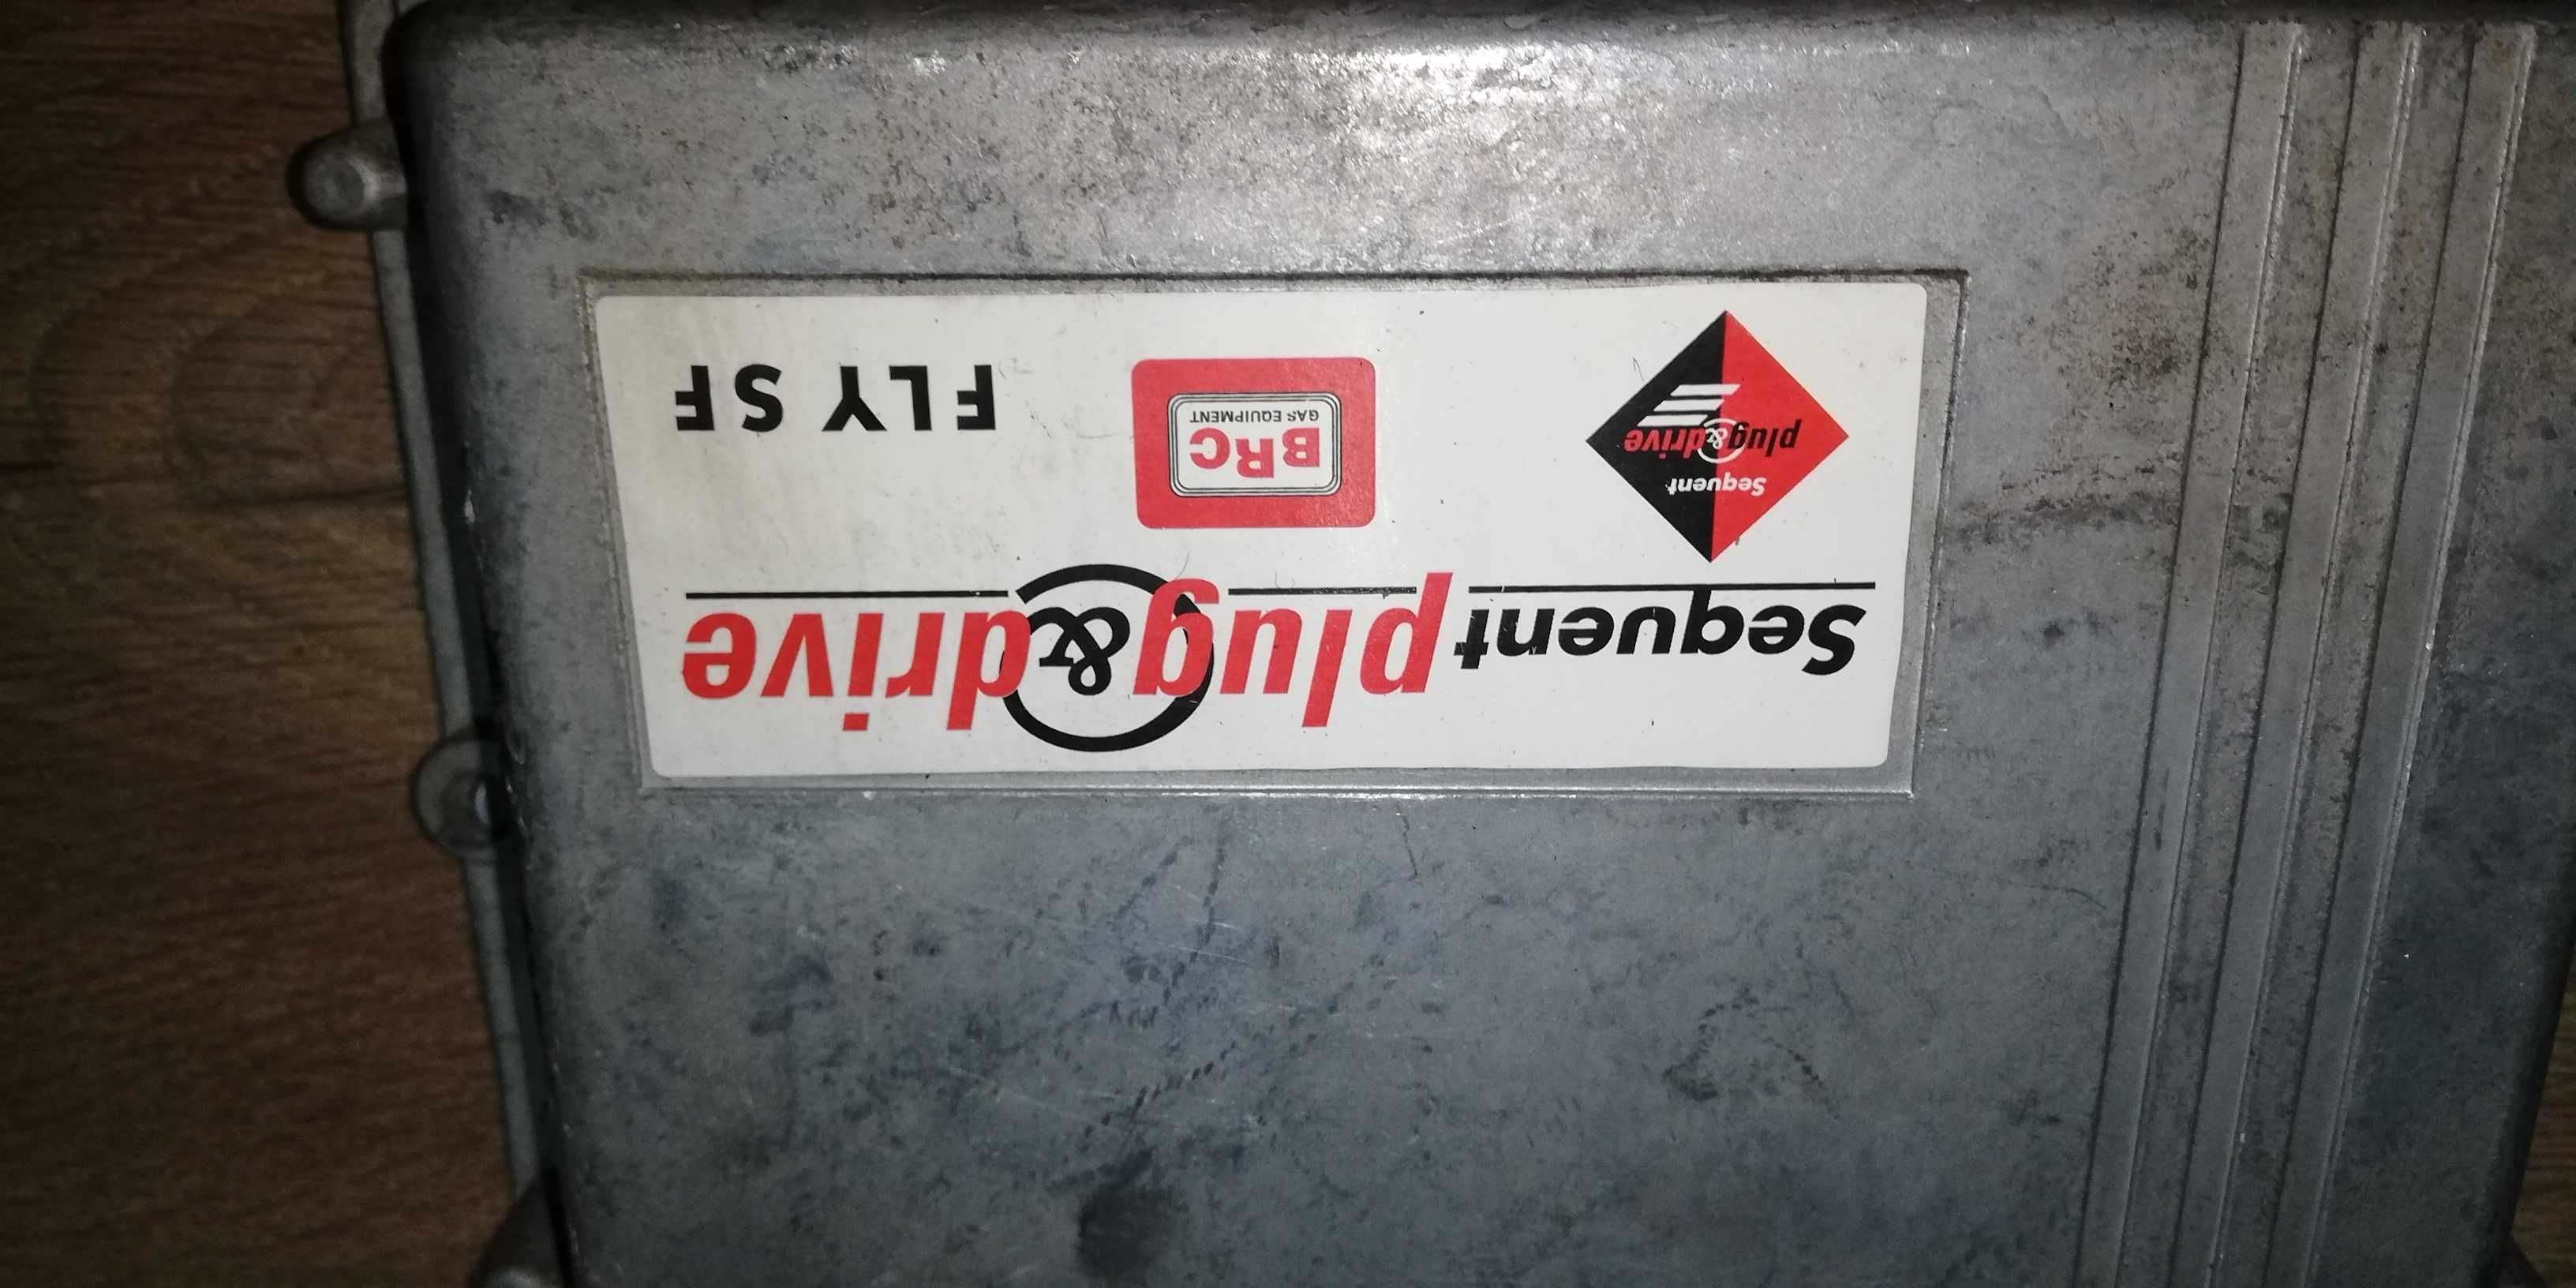 Sequent plug&drive
Sequent
plug&drive
BRC
GAS EQUIPMENT
FLY SF